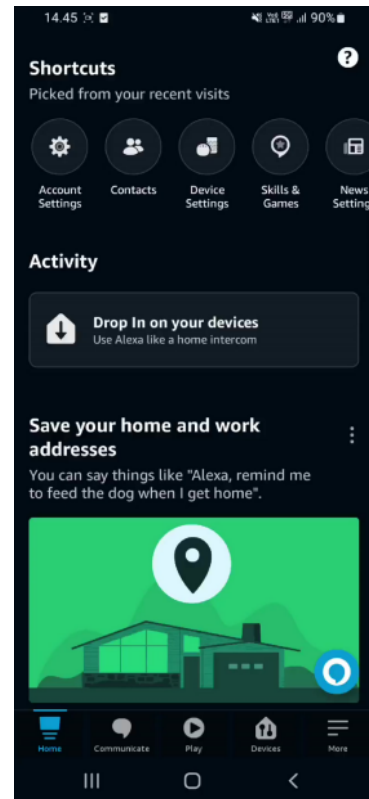 14.45
90%
?
Shortcuts
Picked from your recent visits
Account
Settings
Contacts
Device
Settings
Skills &
Games
News
Setting
Activity
Drop In on your devices
Use Alexa like a home intercom
Save your home and work
addresses
You can say things like "Alexa, remind me
to feed the dog when I get home".
Home
Communicate
Play
Devices
More